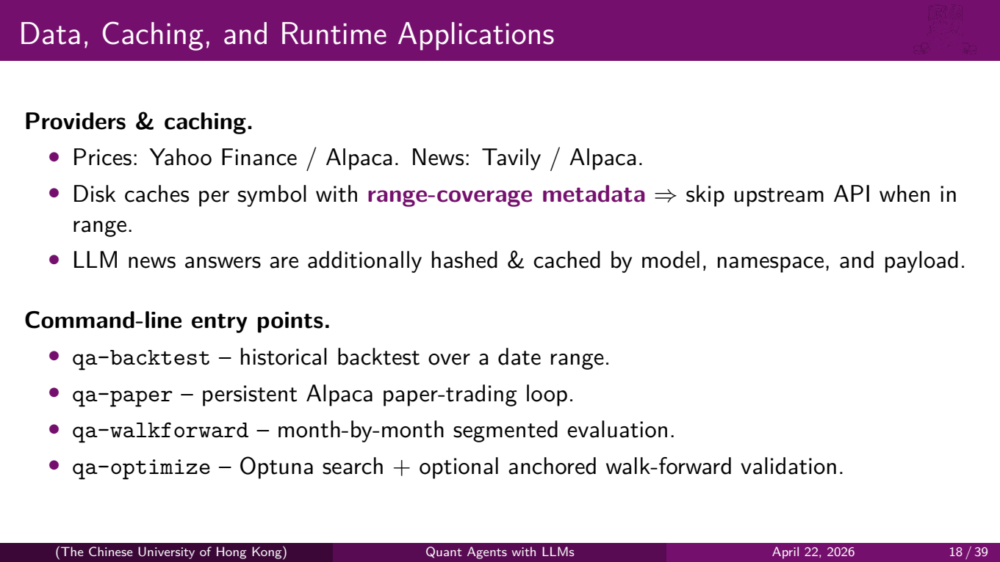 Data, Caching, and Runtime Applications
Providers & caching.
• Prices: Yahoo Finance / Alpaca. News: Tavily / Alpaca.
• Disk caches per symbol with range-coverage metadata ⇒ skip upstream API when in
range.
• LLM news answers are additionally hashed & cached by model, namespace, and payload.
Command-line entry points.
• qa-backtest – historical backtest over a date range.
• qa-paper – persistent Alpaca paper-trading loop.
• qa-walkforward – month-by-month segmented evaluation.
• qa-optimize – Optuna search + optional anchored walk-forward validation.
(The Chinese University of Hong Kong) Quant Agents with LLMs April 22, 2026 18 / 39